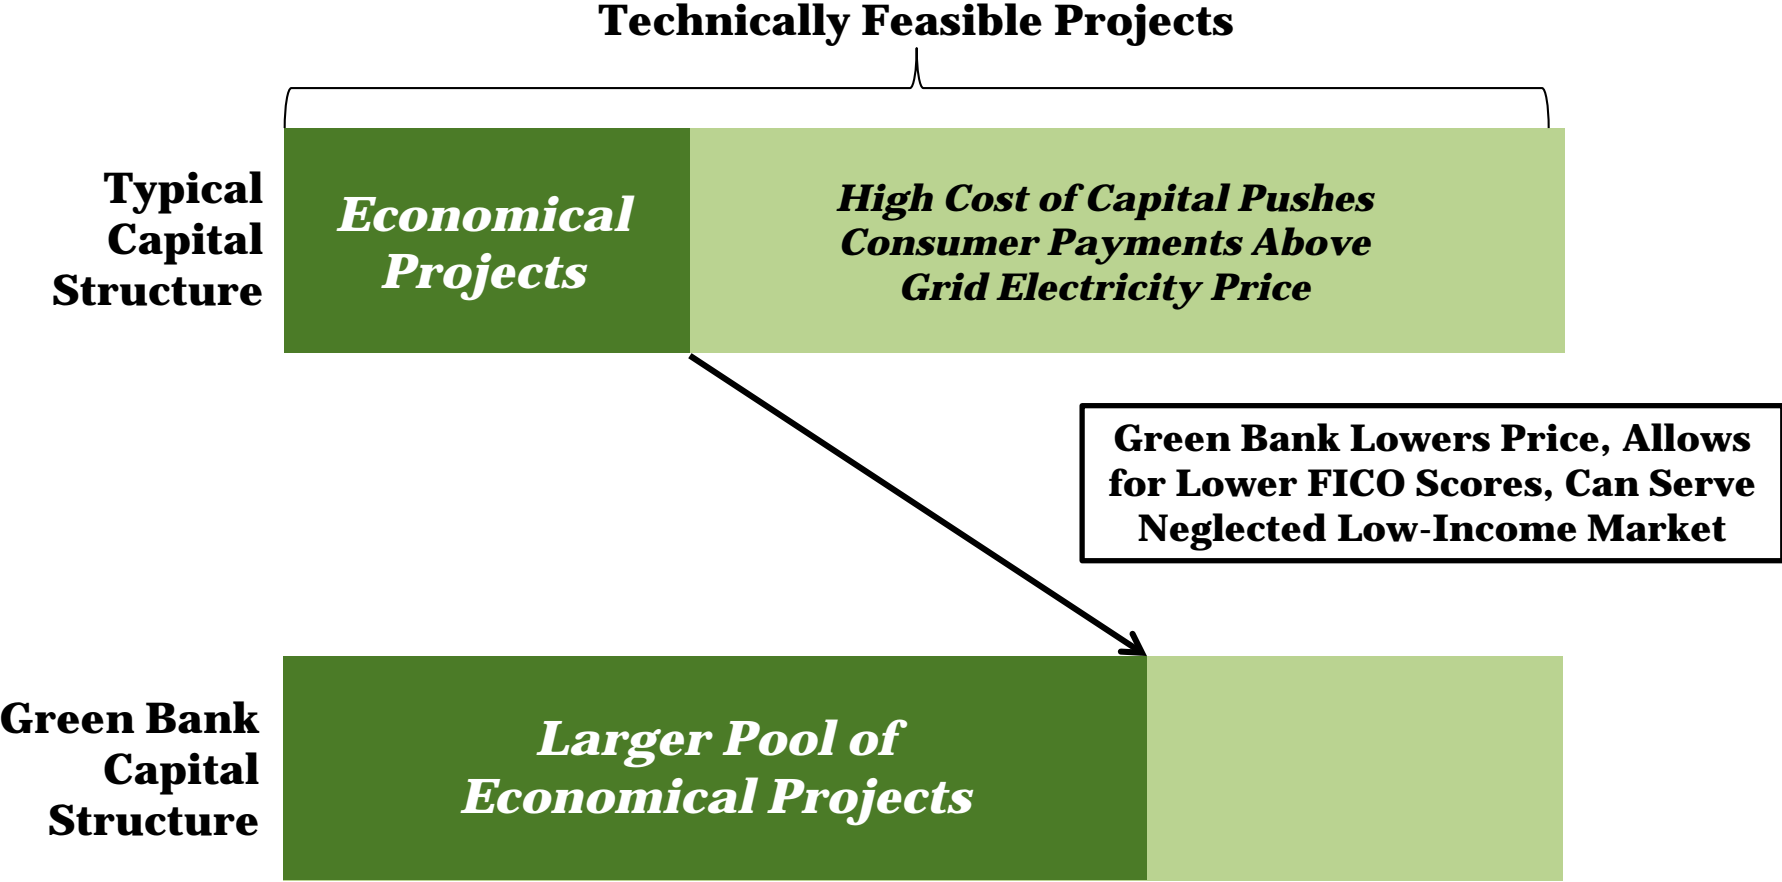 Technically Feasible Projects
Typical
Capital
Structure
Economical
Projects
High Cost of Capital Pushes
Consumer Payments Above
Grid Electricity Price
Green Bank Lowers Price, Allows
for Lower FICO Scores, Can Serve
Neglected Low-Income Market
Green Bank
Capital
Structure
Larger Pool of
Economical Projects